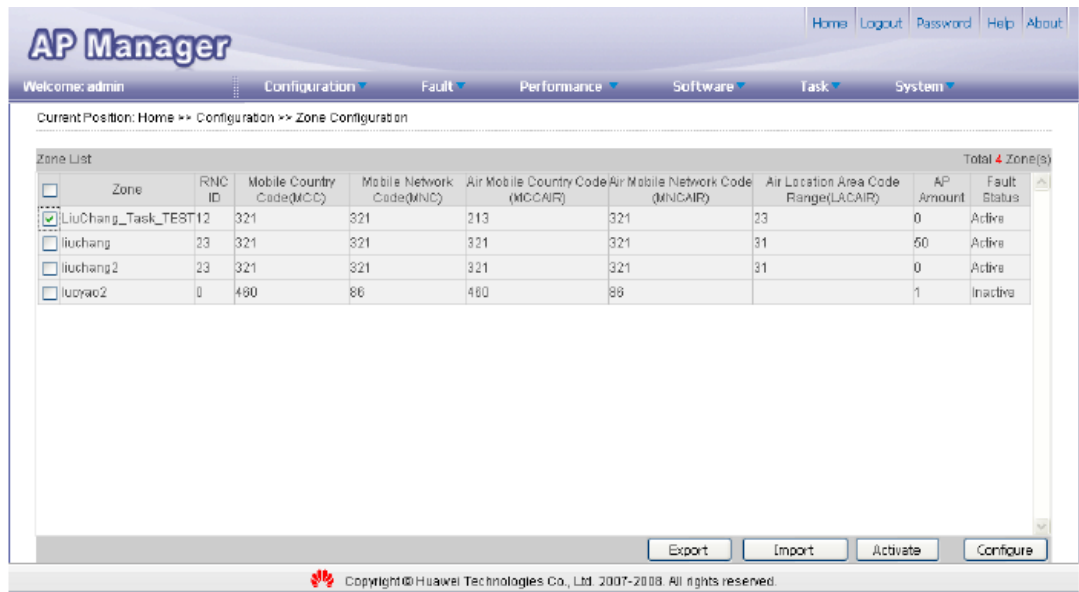 Home Logout Password Help About
AP Manager
Welcome: admin Configuration Fault Performance Software Task System
Current Position: Home >> Configuration >> Zone Configuration
Zone List Total 4 Zone(s)
Zone RNC ID Mobile Country Code(MCC) Mobile Network Code(MNC) Air Mobile Country Code (MCCAIR) Air Mobile Network Code (MNCAIR) Air Location Area Code Range(LACAIR) AP Amount Fault Status
LiuChang_Task_TEST 12 321 321 213 321 23 0 Active
liuchang 23 321 321 321 321 31 50 Active
liuchang2 23 321 321 321 321 31 0 Active
luoyao2 0 460 86 460 86 1 Inactive
Export Import Activate Configure
Copyright © Huawei Technologies Co., Ltd. 2007-2008. All rights reserved.